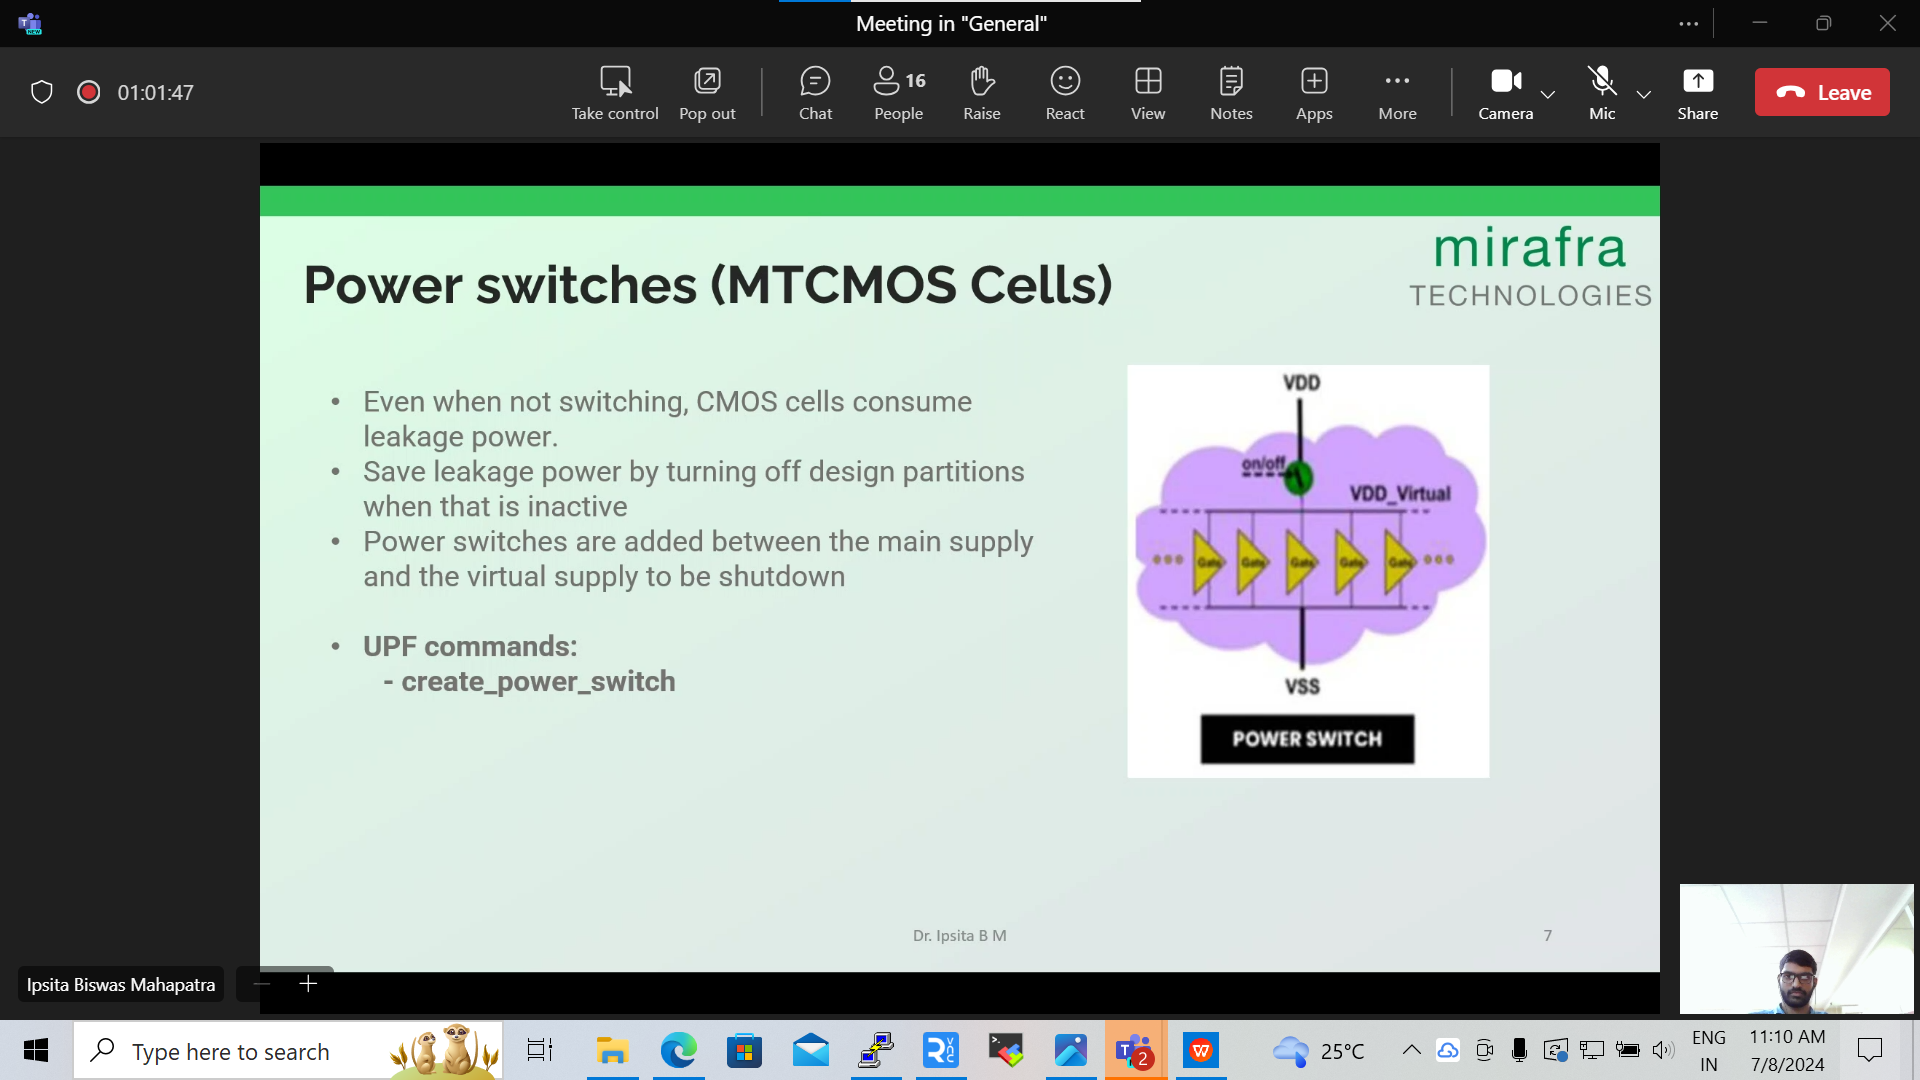 Meeting in "General"
01:01:47
Take control
Pop out
Chat
16
People
Raise
React
View
Notes
Apps
More
Camera
Mic
Share
Leave
mirafra
TECHNOLOGIES
Power switches (MTCMOS Cells)
• Even when not switching, CMOS cells consume
leakage power.
• Save leakage power by turning off design partitions
when that is inactive
• Power switches are added between the main supply
and the virtual supply to be shutdown
• UPF commands:
- create_power_switch
VDD
on/off
VDD_Virtual
Gate Gate Gate Gate Gate
VSS
POWER SWITCH
Dr. Ipsita B M
7
Ipsita Biswas Mahapatra
Type here to search
2
25°C
ENG
IN
11:10 AM
7/8/2024